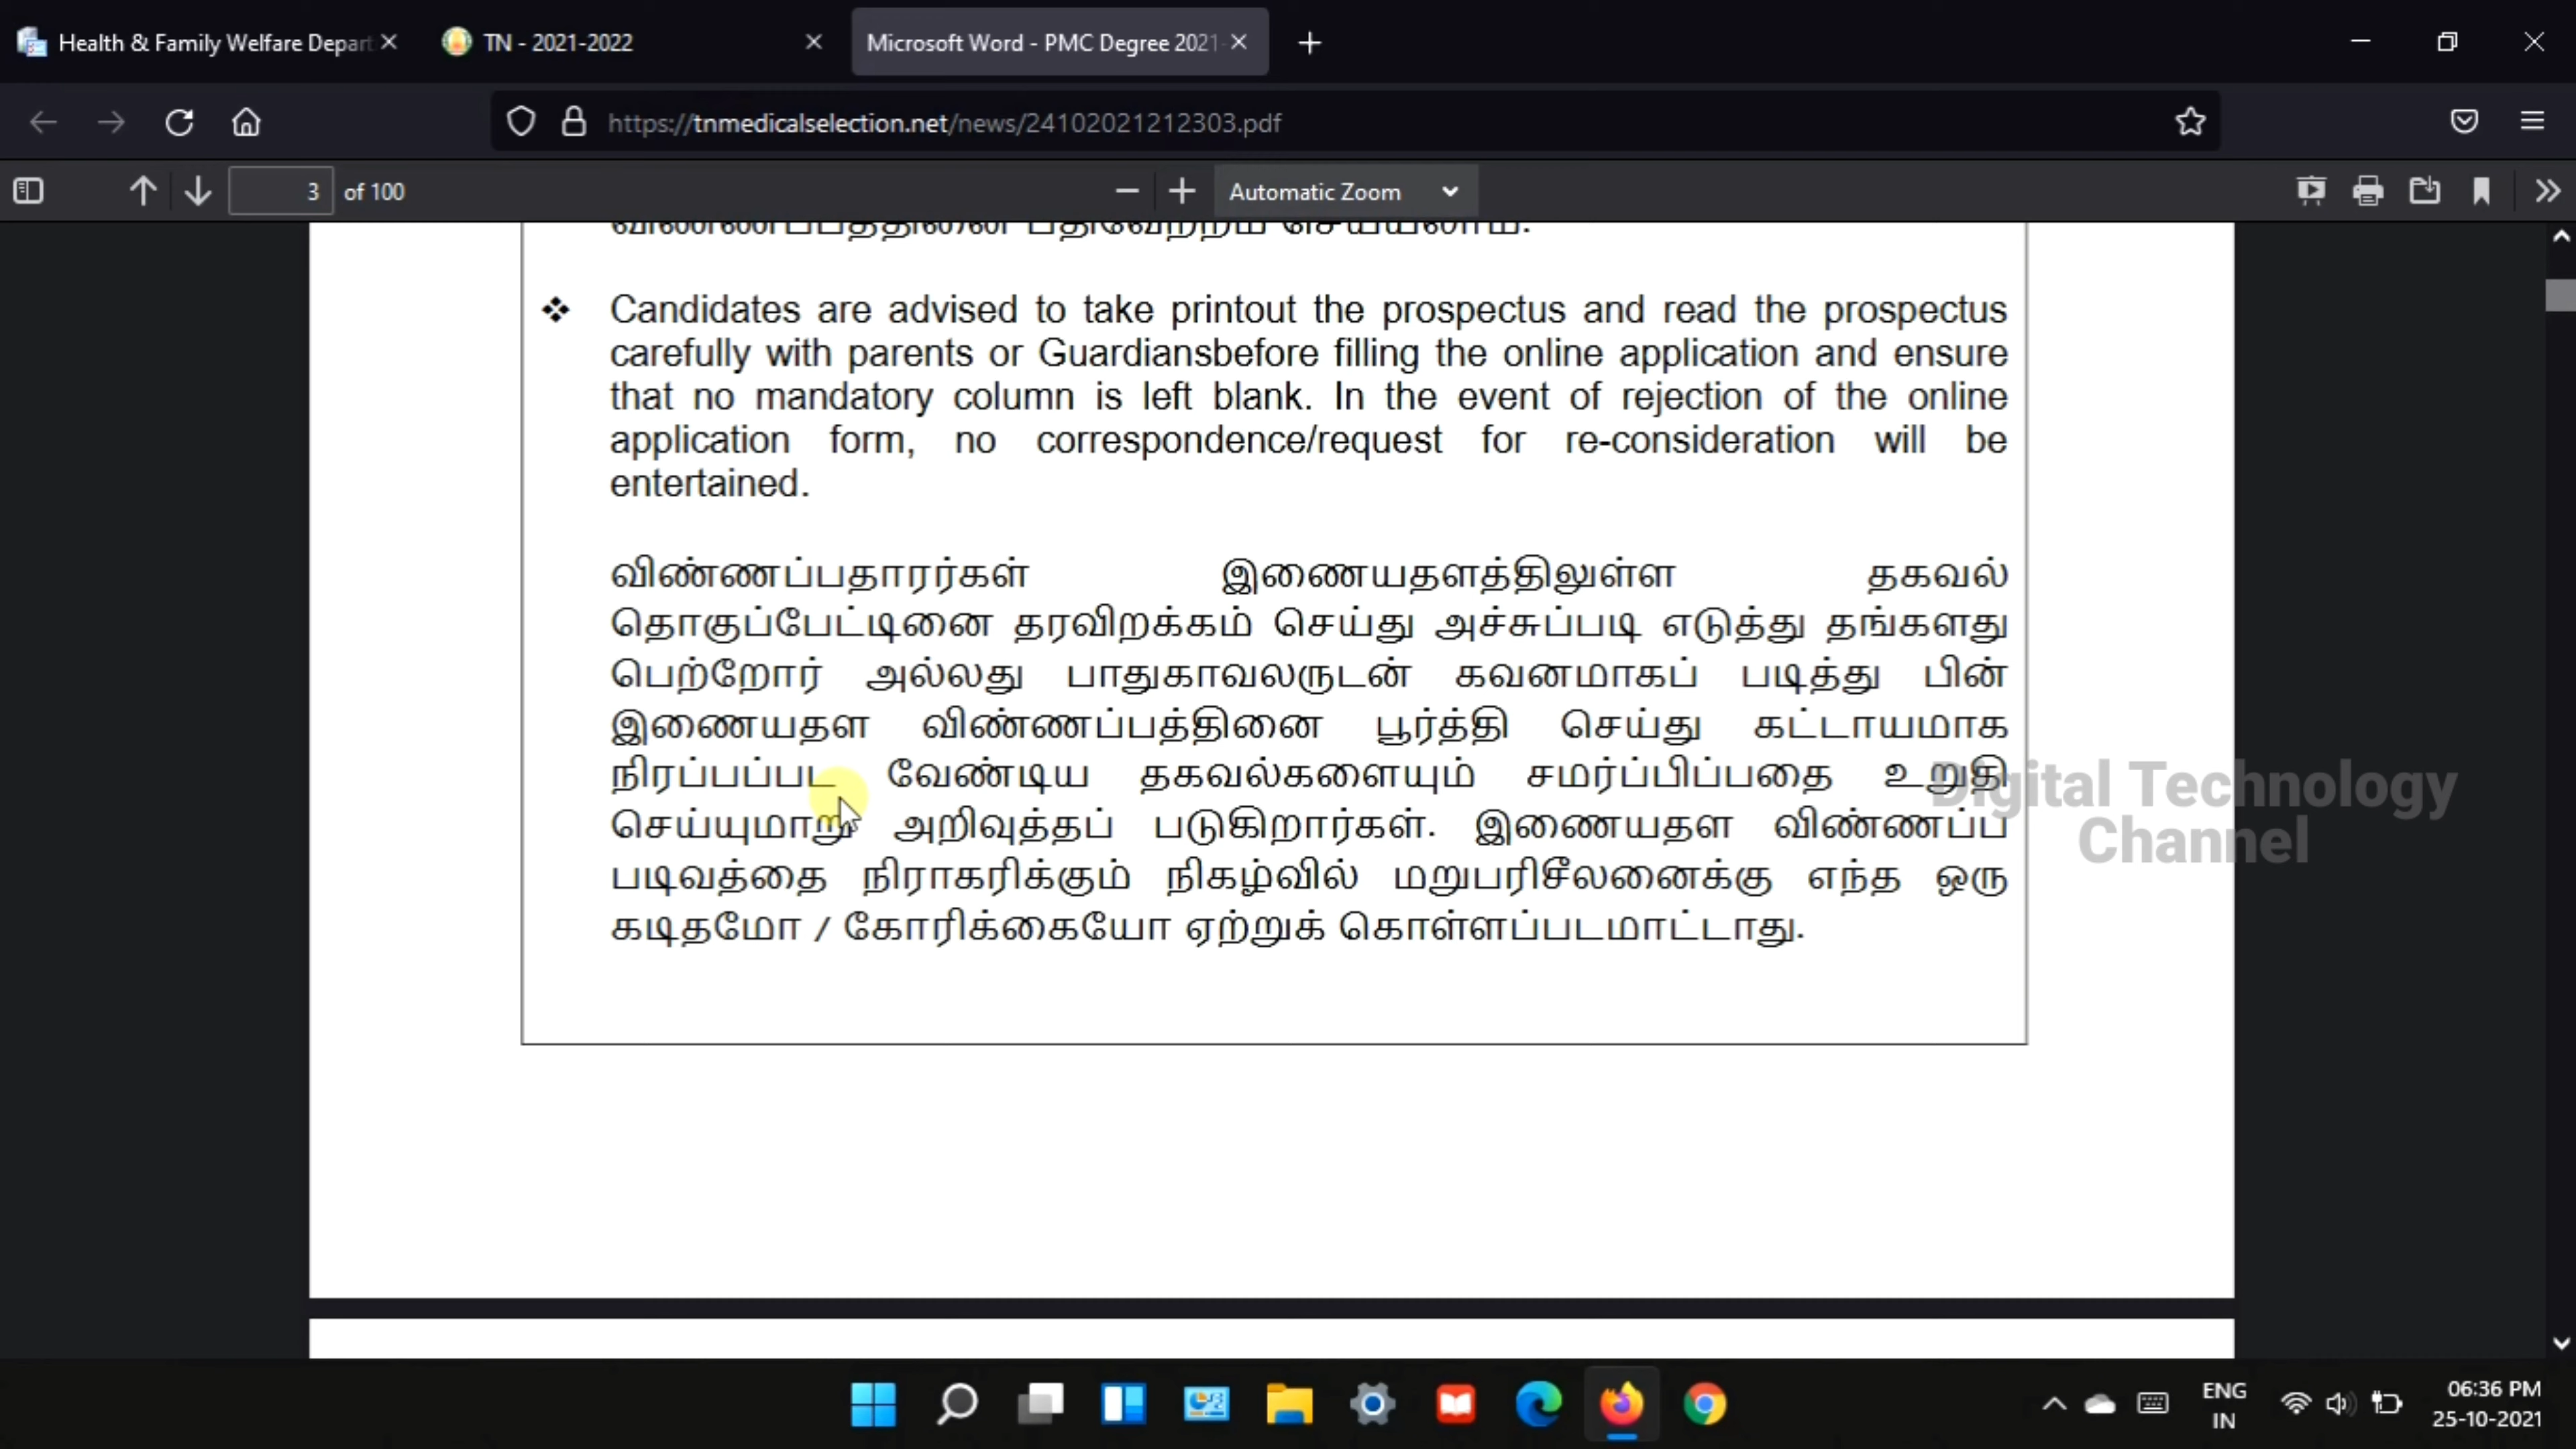 Health & Family Welfare Depart
TN - 2021-2022
Microsoft Word - PMC Degree 2021-
https://tnmedicalselection.net/news/24102021212303.pdf
3 of 100
Automatic Zoom
❖ Candidates are advised to take printout the prospectus and read the prospectus
carefully with parents or Guardiansbefore filling the online application and ensure
that no mandatory column is left blank. In the event of rejection of the online
application form, no correspondence/request for re-consideration will be
entertained.
விண்ணப்பதாரர்கள் இணையதளத்திலுள்ள தகவல்
தொகுப்பேட்டினை தரவிறக்கம் செய்து அச்சுப்படி எடுத்து தங்களது
பெற்றோர் அல்லது பாதுகாவலருடன் கவனமாகப் படித்து பின்
இணையதள விண்ணப்பத்தினை பூர்த்தி செய்து கட்டாயமாக
நிரப்பப்பட வேண்டிய தகவல்களையும் சமர்ப்பிப்பதை உறுதி
செய்யுமாறு அறிவுத்தப் படுகிறார்கள். இணையதள விண்ணப்ப
படிவத்தை நிராகரிக்கும் நிகழ்வில் மறுபரிசீலனைக்கு எந்த ஒரு
கடிதமோ / கோரிக்கையோ ஏற்றுக் கொள்ளப்படமாட்டாது.
Digital Technology
Channel
ENG
IN
06:36 PM
25-10-2021